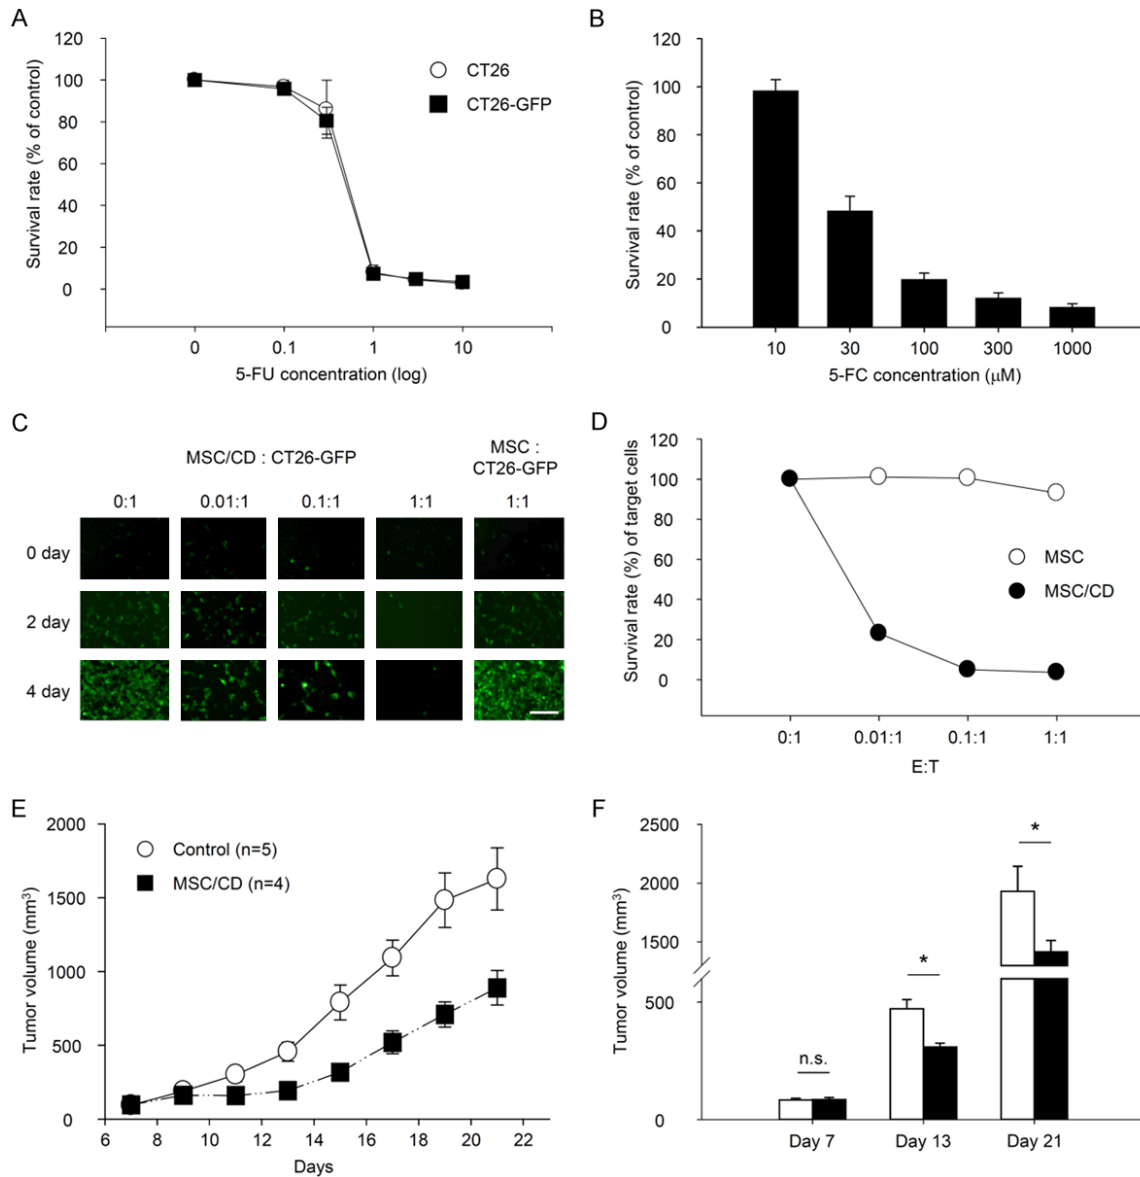 A
120
100
80
60
40
20
0
Survival rate (% of control)
CT26
CT26-GFP
0 0.1 1 10
5-FU concentration (log)
B
120
100
80
60
40
20
0
Survival rate (% of control)
10 30 100 300 1000
5-FC concentration (μM)
C
MSC/CD : CT26-GFP
MSC :
CT26-GFP
0:1 0.01:1 0.1:1 1:1 1:1
0 day
2 day
4 day
D
120
100
80
60
40
20
0
Survival rate (%) of target cells
MSC
MSC/CD
0:1 0.01:1 0.1:1 1:1
E:T
E
2000
1500
1000
500
0
Tumor volume (mm³)
Control (n=5)
MSC/CD (n=4)
6 8 10 12 14 16 18 20 22
Days
F
2500
2000
1500
500
0
Tumor volume (mm³)
n.s.
*
*
Day 7 Day 13 Day 21